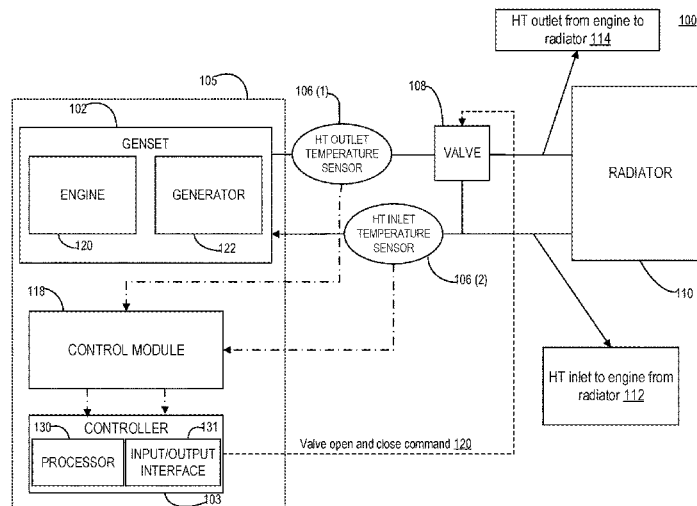 HT outlet from engine to
radiator 114
100
105
102
106 (1)
108
GENSET
HT OUTLET
TEMPERATURE
SENSOR
VALVE
RADIATOR
ENGINE
GENERATOR
HT INLET
TEMPERATURE
SENSOR
120
122
106 (2)
110
118
CONTROL MODULE
HT inlet to engine from
radiator 112
CONTROLLER
130
131
PROCESSOR
INPUT/OUTPUT
INTERFACE
Valve open and close command 120
103